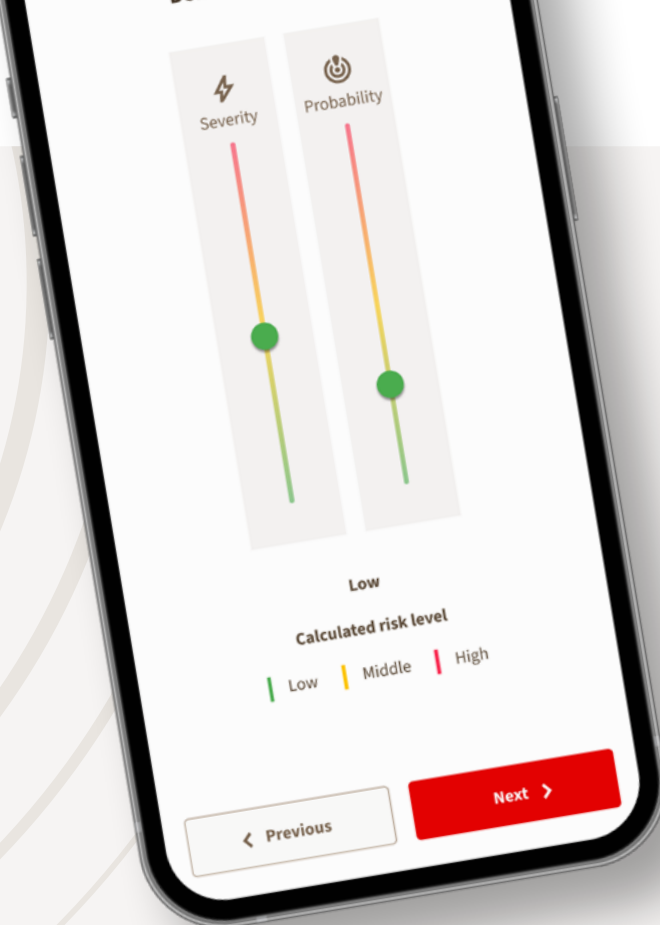 Severity
Probability
Low
Calculated risk level
Low Middle High
Previous Next